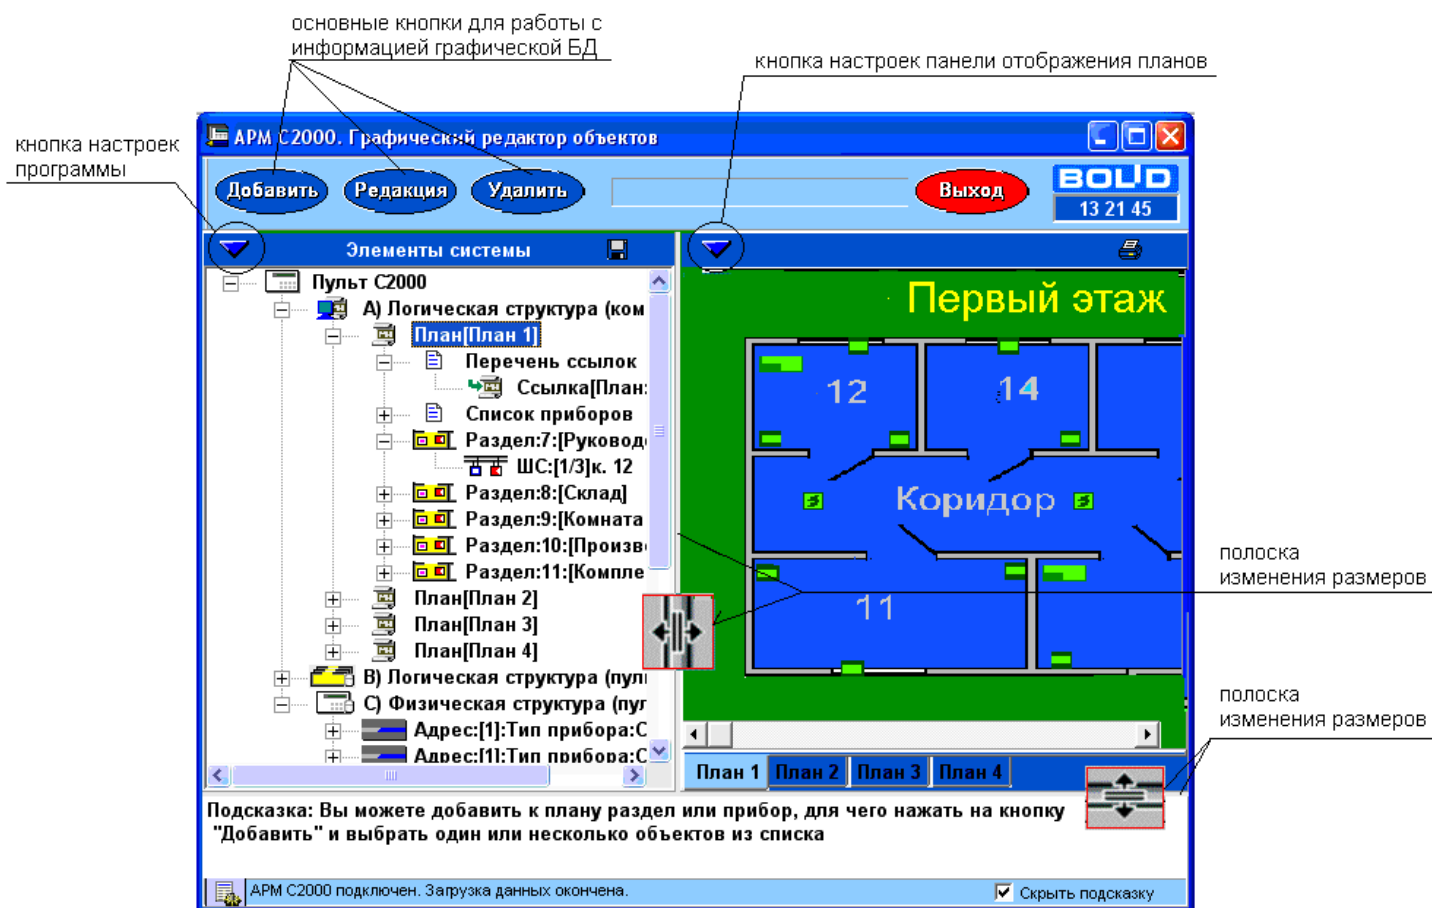 основные кнопки для работы с
информацией графической БД
кнопка настроек панели отображения планов
кнопка настроек
программы
АРМ С2000. Графический редактор объектов
Добавить
Редакция
Удалить
Выход
BOLID
13 21 45
Элементы системы
Пульт С2000
А) Логическая структура (ком
План[План 1]
Перечень ссылок
Ссылка[План:
Список приборов
Раздел:7:[Руковод
ШС:[1/3]к. 12
Раздел:8:[Склад]
Раздел:9:[Комната
Раздел:10:[Произв
Раздел:11:[Компле
План[План 2]
План[План 3]
План[План 4]
В) Логическая структура (пул
С) Физическая структура (пул
Адрес:[1]:Тип прибора:С
Адрес:[1]:Тип прибора:С
Первый этаж
12
14
Коридор
11
План 1
План 2
План 3
План 4
полоска
изменения размеров
полоска
изменения размеров
Подсказка: Вы можете добавить к плану раздел или прибор, для чего нажать на кнопку
"Добавить" и выбрать один или несколько объектов из списка
АРМ С2000 подключен. Загрузка данных окончена.
Скрыть подсказку